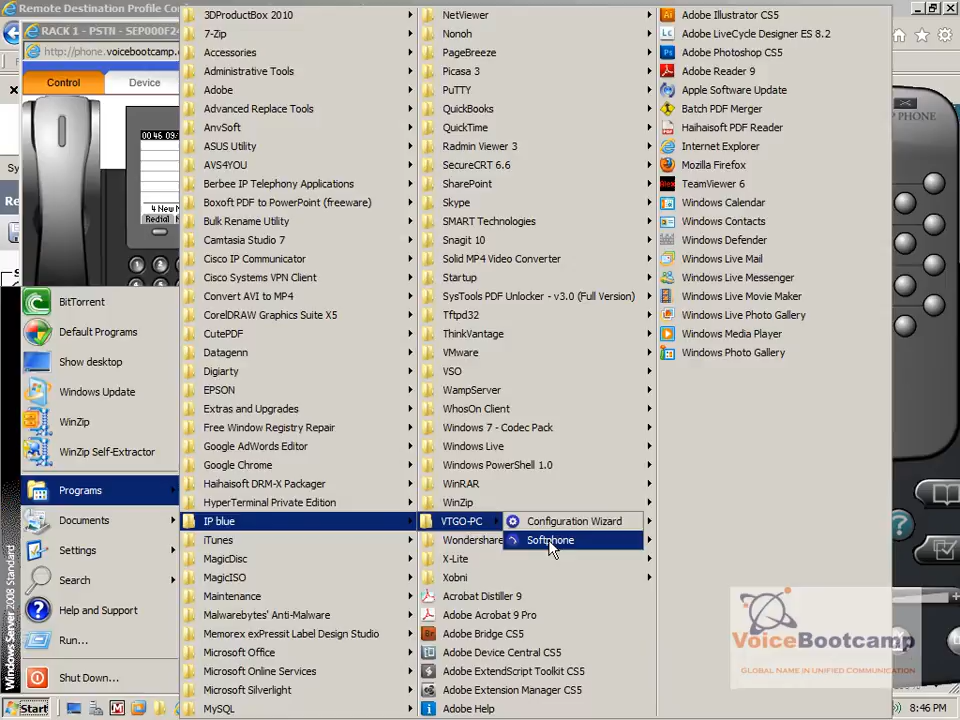 Remote Destination Profile Conf
RACK 1 - PSTN - SEP000F24
http://phone.voicebootcamp.c
Control
Device
00:46 09/
4 New M
Redial
Sy
Re
PHONE
3DProductBox 2010
7-Zip
Accessories
Administrative Tools
Adobe
Advanced Replace Tools
AnvSoft
ASUS Utility
AVS4YOU
Berbee IP Telephony Applications
Boxoft PDF to PowerPoint (freeware)
Bulk Rename Utility
Camtasia Studio 7
Cisco IP Communicator
Cisco Systems VPN Client
Convert AVI to MP4
CorelDRAW Graphics Suite X5
CutePDF
Datagenn
Digiarty
EPSON
Extras and Upgrades
Free Window Registry Repair
Google AdWords Editor
Google Chrome
Haihaisoft DRM-X Packager
HyperTerminal Private Edition
IP blue
iTunes
MagicDisc
MagicISO
Maintenance
Malwarebytes' Anti-Malware
Memorex exPressit Label Design Studio
Microsoft Office
Microsoft Online Services
Microsoft Silverlight
MySQL
NetViewer
Nonoh
PageBreeze
Picasa 3
PuTTY
QuickBooks
QuickTime
Radmin Viewer 3
SecureCRT 6.6
SharePoint
Skype
SMART Technologies
Snagit 10
Solid MP4 Video Converter
Startup
SysTools PDF Unlocker - v3.0 (Full Version)
Tftpd32
ThinkVantage
VMware
VSO
WampServer
WhosOn Client
Windows 7 - Codec Pack
Windows Live
Windows PowerShell 1.0
WinRAR
WinZip
VTGO-PC
Wondershare
X-Lite
Xobni
Acrobat Distiller 9
Adobe Acrobat 9 Pro
Adobe Bridge CS5
Adobe Device Central CS5
Adobe ExtendScript Toolkit CS5
Adobe Extension Manager CS5
Adobe Help
Configuration Wizard
Softphone
Adobe Illustrator CS5
Adobe LiveCycle Designer ES 8.2
Adobe Photoshop CS5
Adobe Reader 9
Apple Software Update
Batch PDF Merger
Haihaisoft PDF Reader
Internet Explorer
Mozilla Firefox
TeamViewer 6
Windows Calendar
Windows Contacts
Windows Defender
Windows Live Mail
Windows Live Messenger
Windows Live Movie Maker
Windows Live Photo Gallery
Windows Media Player
Windows Photo Gallery
BitTorrent
Default Programs
Show desktop
Windows Update
WinZip
WinZip Self-Extractor
Programs
Documents
Settings
Search
Help and Support
Run...
Shut Down...
Windows Server 2008 Standard
VoiceBootcamp
GLOBAL NAME IN UNIFIED COMMUNICATION
Start
8:46 PM